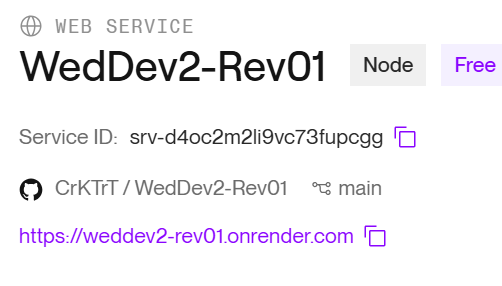 WEB SERVICE
WedDev2-Rev01 Node Free
Service ID: srv-d4oc2m2li9vc73fupcgg
CrKTrT / WedDev2-Rev01 main
https://weddev2-rev01.onrender.com